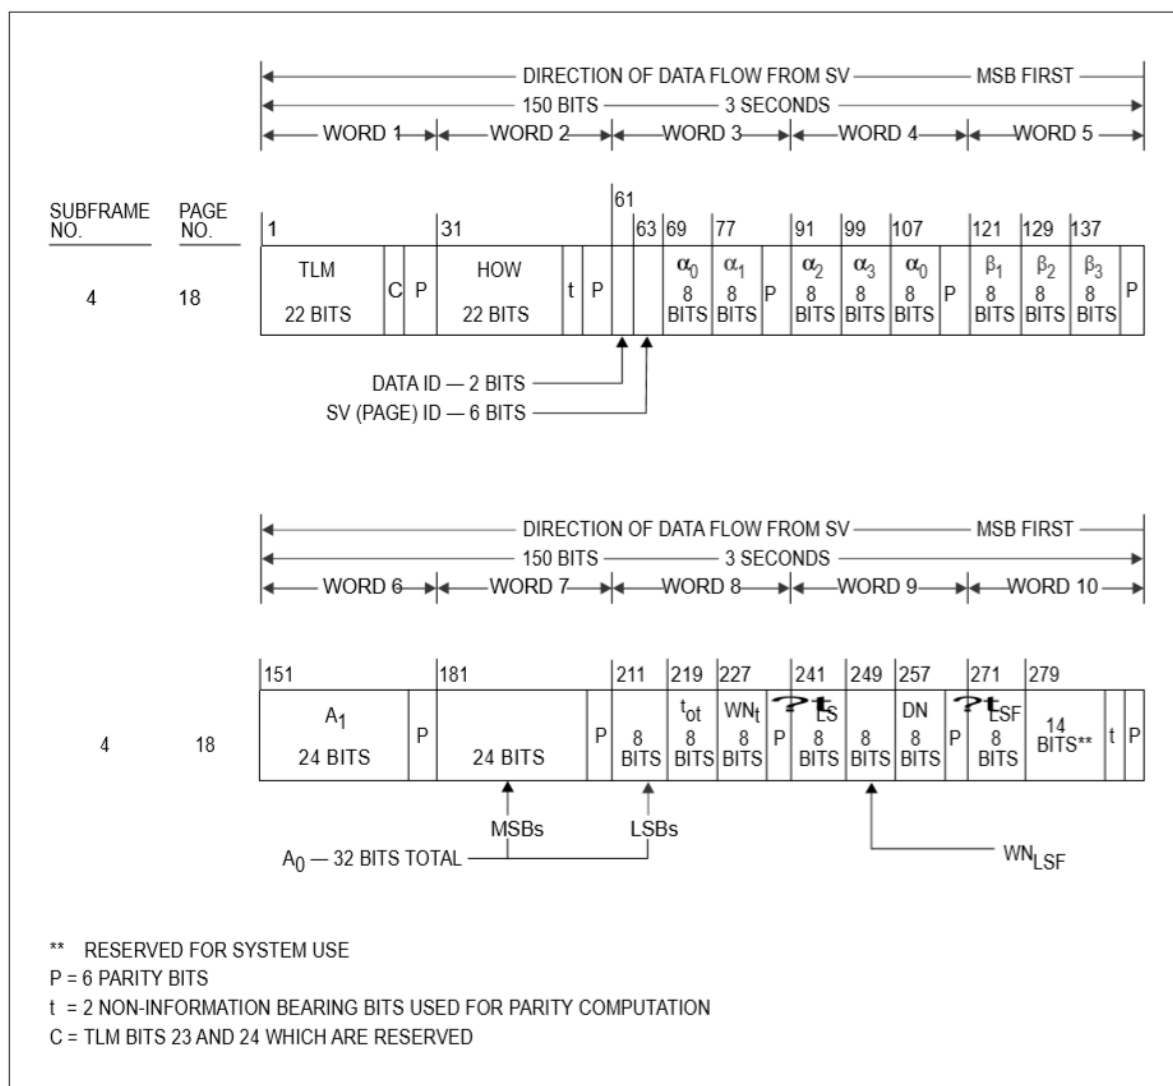 DIRECTION OF DATA FLOW FROM SV MSB FIRST
150 BITS 3 SECONDS
WORD 1 WORD 2 WORD 3 WORD 4 WORD 5
SUBFRAME NO. PAGE NO.
1 31 61 63 69 77 91 99 107 121 129 137
4 18
TLM 22 BITS C P HOW 22 BITS t P α0 8 BITS α1 8 BITS P α2 8 BITS α3 8 BITS α0 8 BITS P β1 8 BITS β2 8 BITS β3 8 BITS P
DATA ID — 2 BITS
SV (PAGE) ID — 6 BITS
DIRECTION OF DATA FLOW FROM SV MSB FIRST
150 BITS 3 SECONDS
WORD 6 WORD 7 WORD 8 WORD 9 WORD 10
151 181 211 219 227 241 249 257 271 279
4 18
A1 24 BITS P 24 BITS P 8 BITS tot 8 BITS WNt 8 BITS P ?tLS 8 BITS 8 BITS DN 8 BITS P ?tLSF 8 BITS 14 BITS** t P
MSBs LSBs
A0 — 32 BITS TOTAL
WNLSF
** RESERVED FOR SYSTEM USE
P = 6 PARITY BITS
t = 2 NON-INFORMATION BEARING BITS USED FOR PARITY COMPUTATION
C = TLM BITS 23 AND 24 WHICH ARE RESERVED